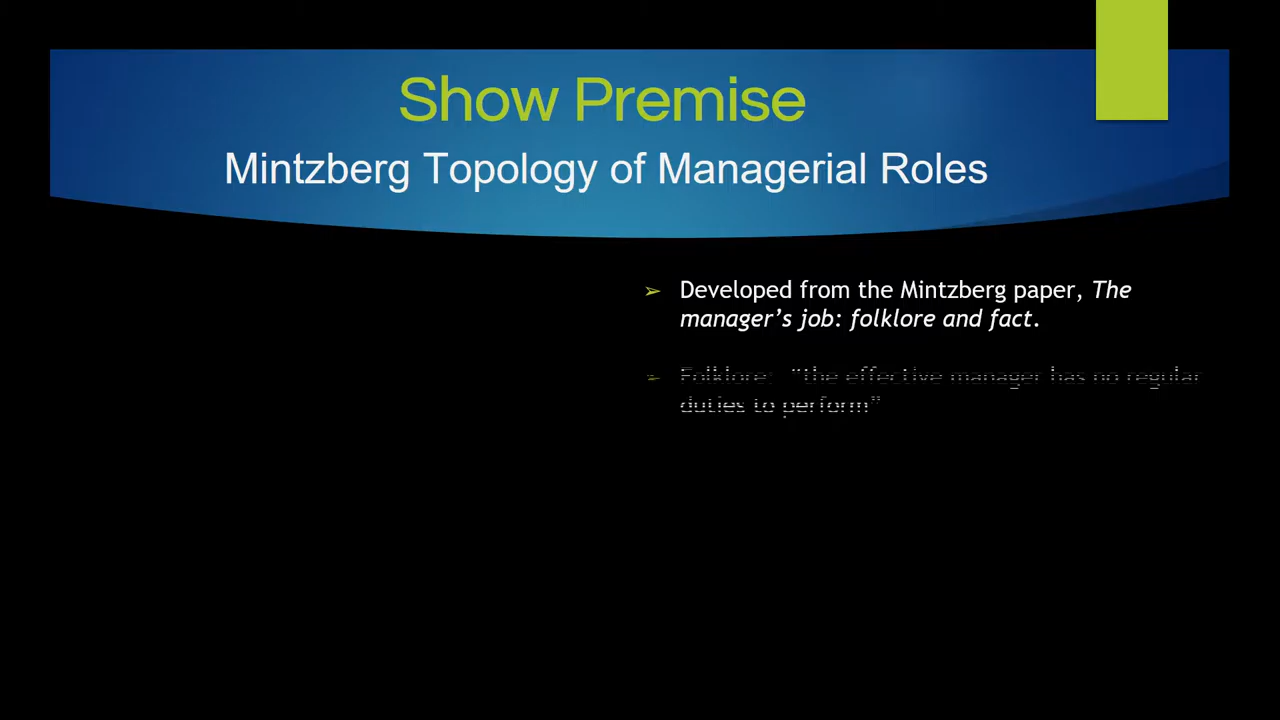 Show Premise
Mintzberg Topology of Managerial Roles
➢ Developed from the Mintzberg paper, The
manager’s job: folklore and fact.
➢ Folklore: “the effective manager has no regular
duties to perform”